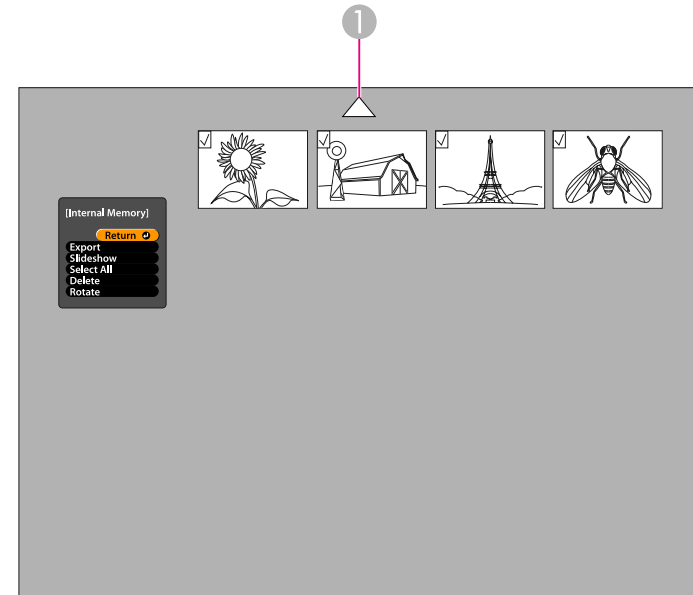 1
[Internal Memory]
Return
Export
Slideshow
Select All
Delete
Rotate